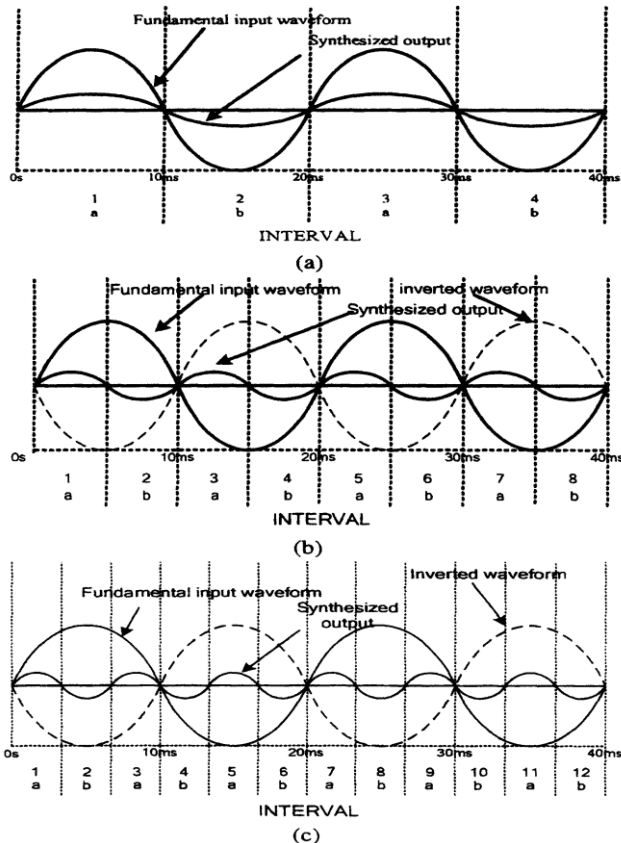 Fundamental input waveform
Synthesized output
0s 10ms 20ms 30ms 40ms
1 2 3 4
a b a b
INTERVAL
(a)
Fundamental input waveform inverted waveform
Synthesized output
0s 10ms 20ms 30ms 40ms
1 2 3 4 5 6 7 8
a b a b a b a b
INTERVAL
(b)
Inverted waveform
Fundamental input waveform
Synthesized
output
0s 10ms 20ms 30ms 40ms
1 2 3 4 5 6 7 8 9 10 11 12
a b a b a b a b a b a b
INTERVAL
(c)